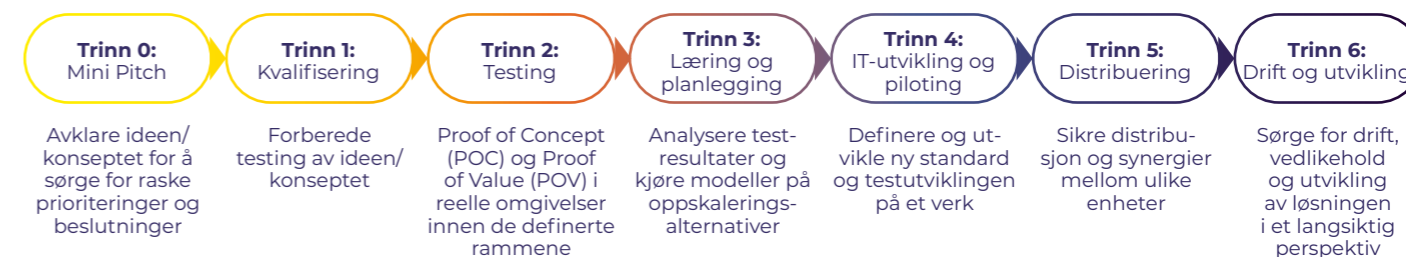 Trinn 0:
Mini Pitch
Avklare ideen/
konseptet for å
sørge for raske
prioriteringer og
beslutninger
Trinn 1:
Kvalifisering
Forberede
testing av ideen/
konseptet
Trinn 2:
Testing
Proof of Concept
(POC) og Proof
of Value (POV) i
reelle omgivelser
innen de definerte
rammene
Trinn 3:
Læring og
planlegging
Analysere test-
resultater og
kjøre modeller på
oppskalerings-
alternativer
Trinn 4:
IT-utvikling og
piloting
Definere og ut-
vikle ny standard
og testutviklingen
på et verk
Trinn 5:
Distribuering
Sikre distribu-
sjon og synergier
mellom ulike
enheter
Trinn 6:
Drift og utvikling
Sørge for drift,
vedlikehold
og utvikling
av løsningen
i et langsiktig
perspektiv